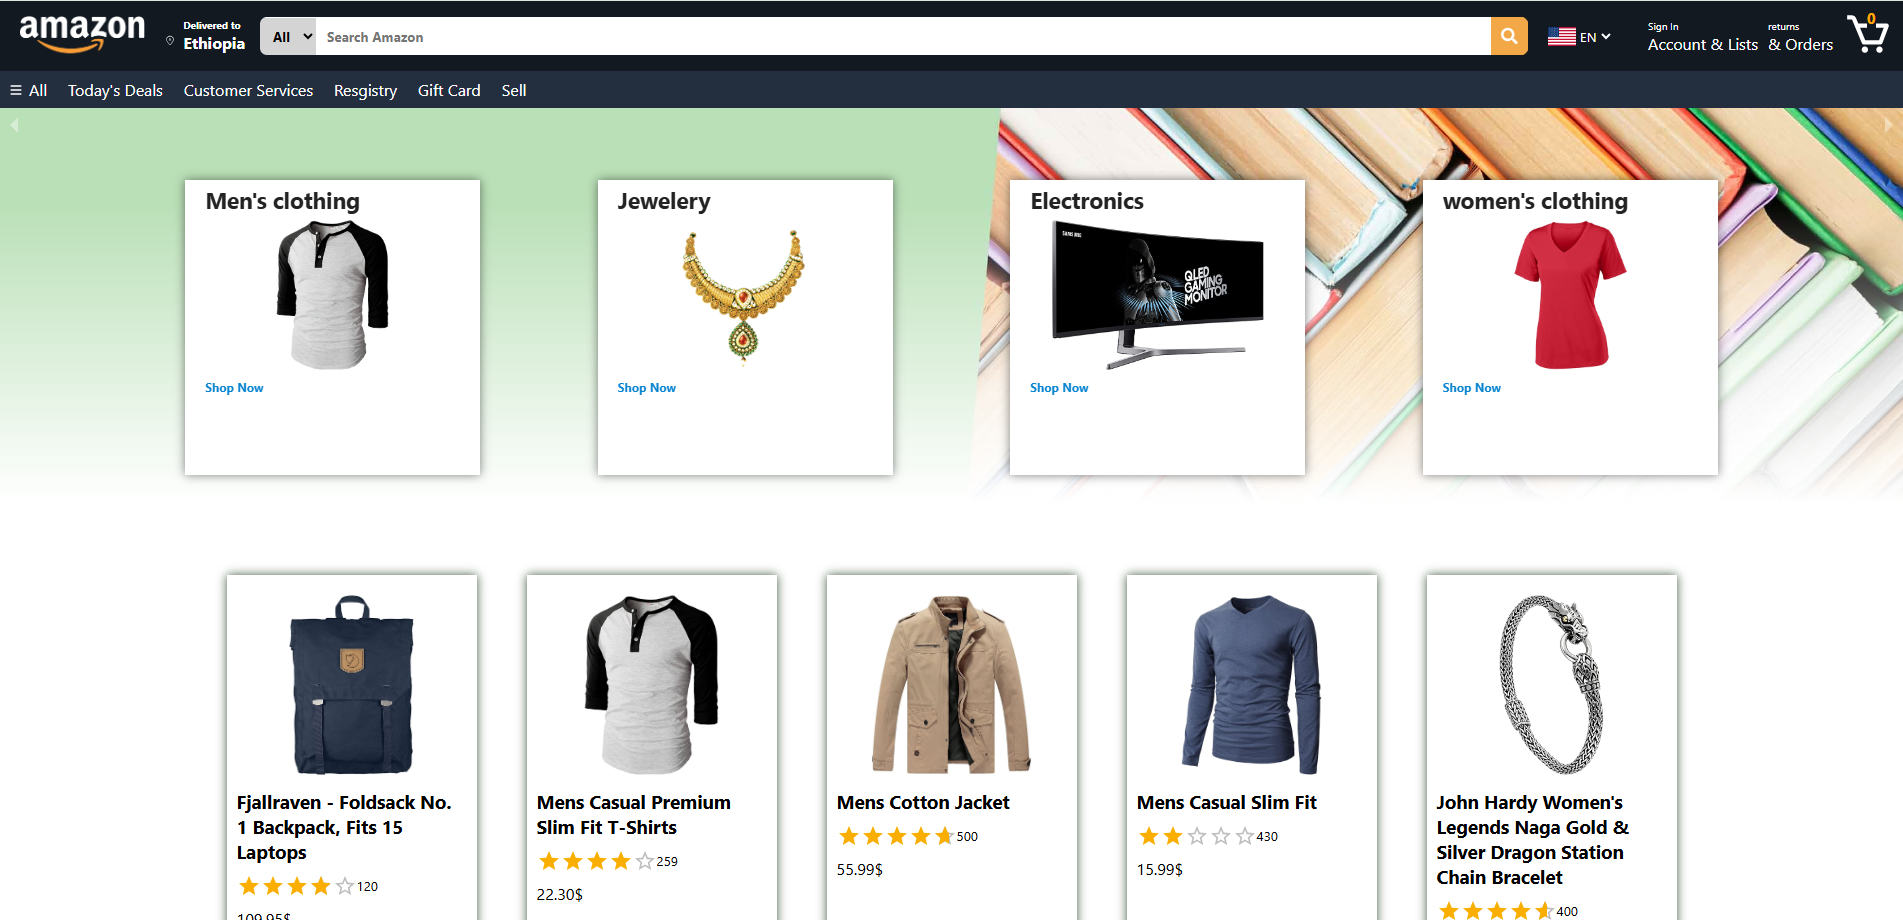 amazon
Delivered to
Ethiopia
All
Search Amazon
EN
Sign In
Account & Lists
returns
& Orders
0
All
Today's Deals
Customer Services
Resgistry
Gift Card
Sell
Men's clothing
Shop Now
Jewelery
Shop Now
Electronics
SAMSUNG
QLED
GAMING
MONITOR
Shop Now
women's clothing
Shop Now
Fjallraven - Foldsack No.
1 Backpack, Fits 15
Laptops
120
109.95$
Mens Casual Premium
Slim Fit T-Shirts
259
22.30$
Mens Cotton Jacket
500
55.99$
Mens Casual Slim Fit
430
15.99$
John Hardy Women's
Legends Naga Gold &
Silver Dragon Station
Chain Bracelet
400